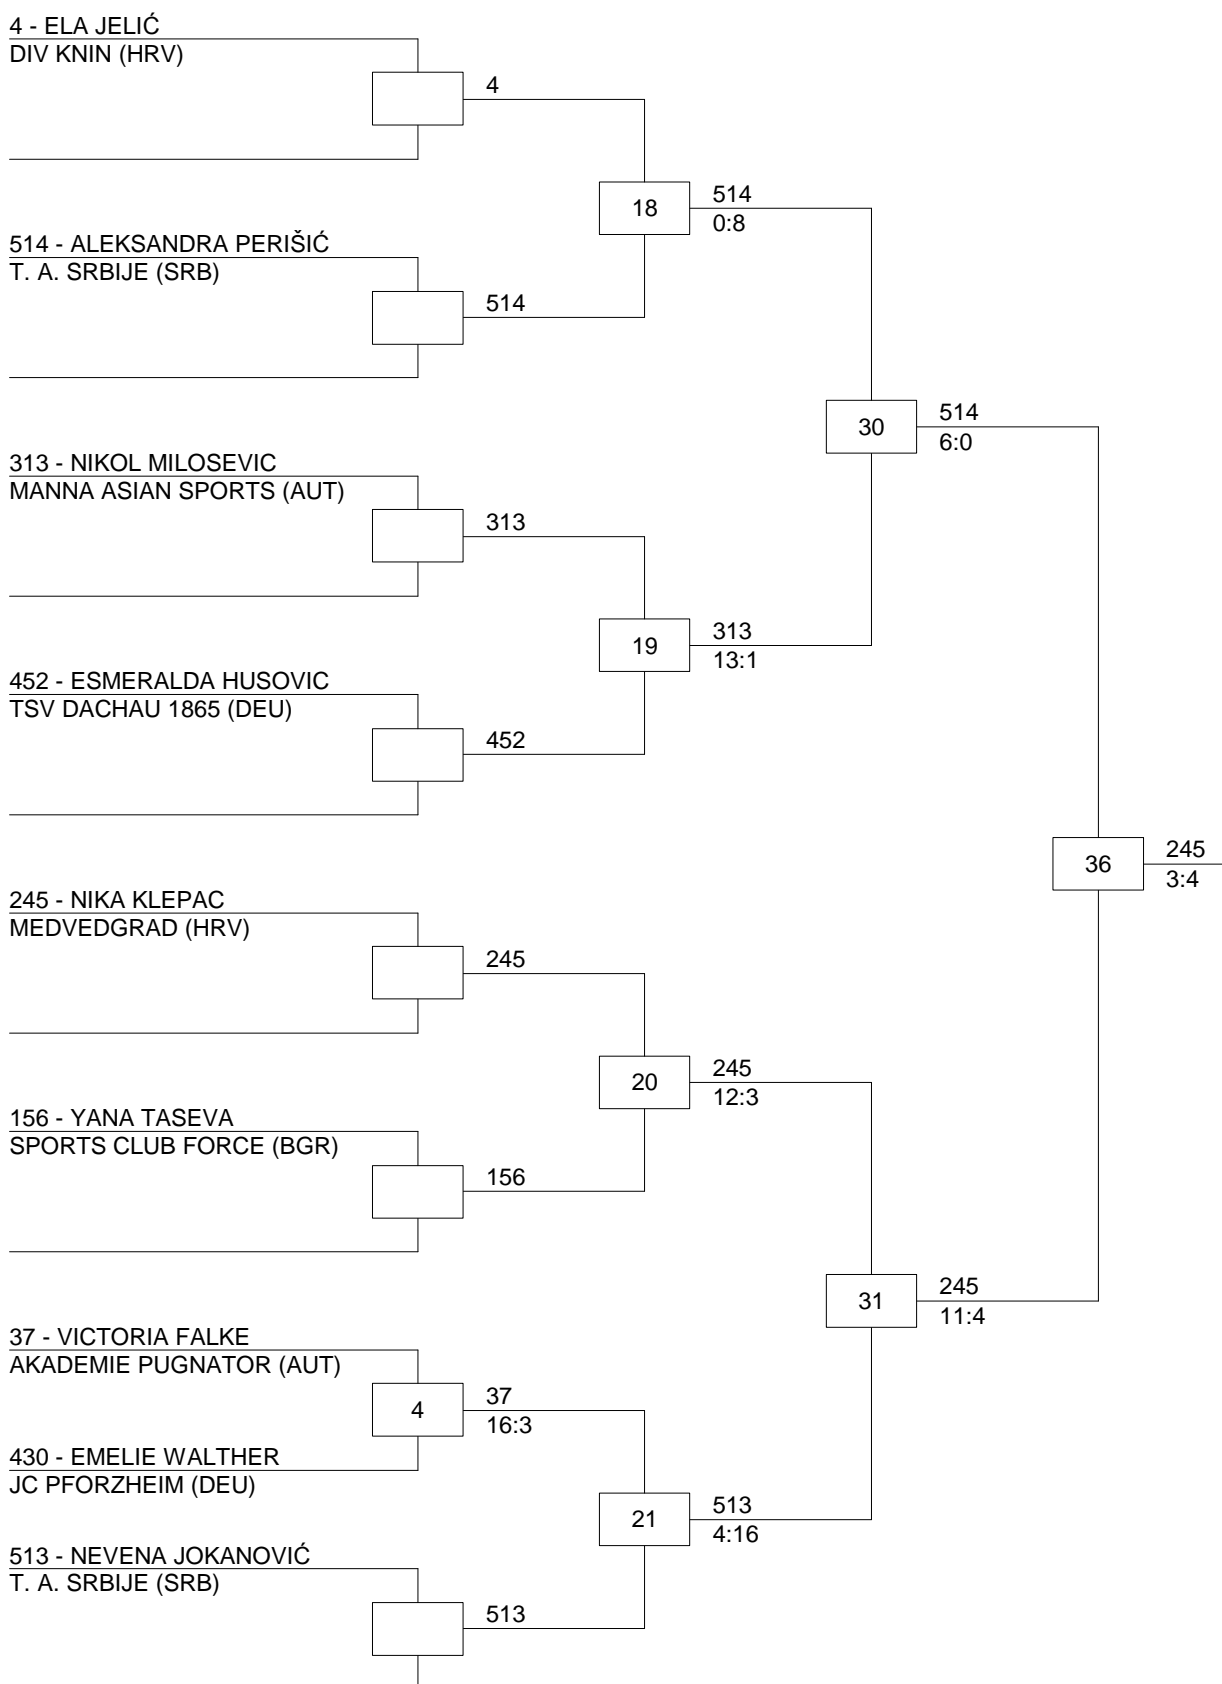 4 - ELA JELIĆ
DIV KNIN (HRV)
4
18
514
0:8
514 - ALEKSANDRA PERIŠIĆ
T. A. SRBIJE (SRB)
514
30
514
6:0
313 - NIKOL MILOSEVIC
MANNA ASIAN SPORTS (AUT)
313
19
313
13:1
452 - ESMERALDA HUSOVIC
TSV DACHAU 1865 (DEU)
452
36
245
3:4
245 - NIKA KLEPAC
MEDVEDGRAD (HRV)
245
20
245
12:3
156 - YANA TASEVA
SPORTS CLUB FORCE (BGR)
156
31
245
11:4
37 - VICTORIA FALKE
AKADEMIE PUGNATOR (AUT)
4
37
16:3
430 - EMELIE WALTHER
JC PFORZHEIM (DEU)
21
513
4:16
513 - NEVENA JOKANOVIĆ
T. A. SRBIJE (SRB)
513